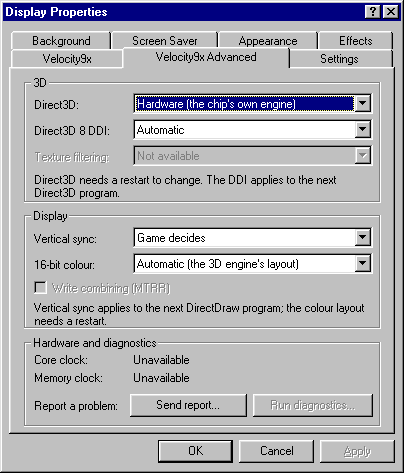 Display Properties
Background
Screen Saver
Appearance
Effects
Velocity9x
Velocity9x Advanced
Settings
3D
Direct3D:
Hardware (the chip's own engine)
Direct3D 8 DDI:
Automatic
Texture filtering:
Not available
Direct3D needs a restart to change. The DDI applies to the next
Direct3D program.
Display
Vertical sync:
Game decides
16-bit colour:
Automatic (the 3D engine's layout)
Write combining (MTRR)
Vertical sync applies to the next DirectDraw program; the colour layout
needs a restart.
Hardware and diagnostics
Core clock:
Unavailable
Memory clock:
Unavailable
Report a problem:
Send report...
Run diagnostics...
OK
Cancel
Apply